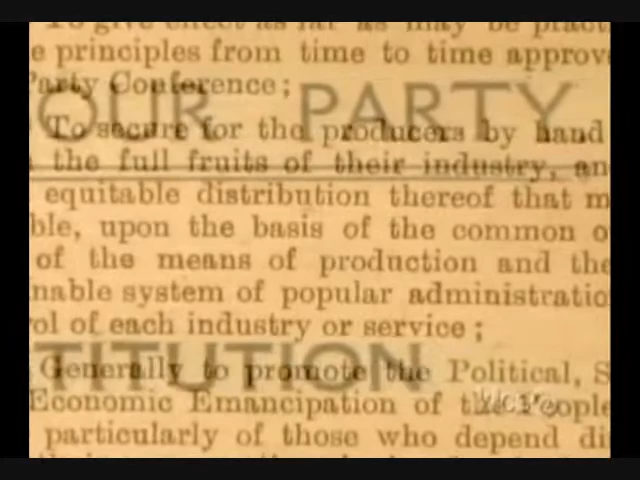 To give effect as far as may be pract
e principles from time to time approve
Party Conference;
OUR PARTY
To secure for the producers by hand
the full fruits of their industry, an
equitable distribution thereof that m
ble, upon the basis of the common o
of the means of production and the
nable system of popular administratio
ol of each industry or service;
TITUTION
Generally to promote the Political, S
Economic Emancipation of the People
particularly of those who depend di